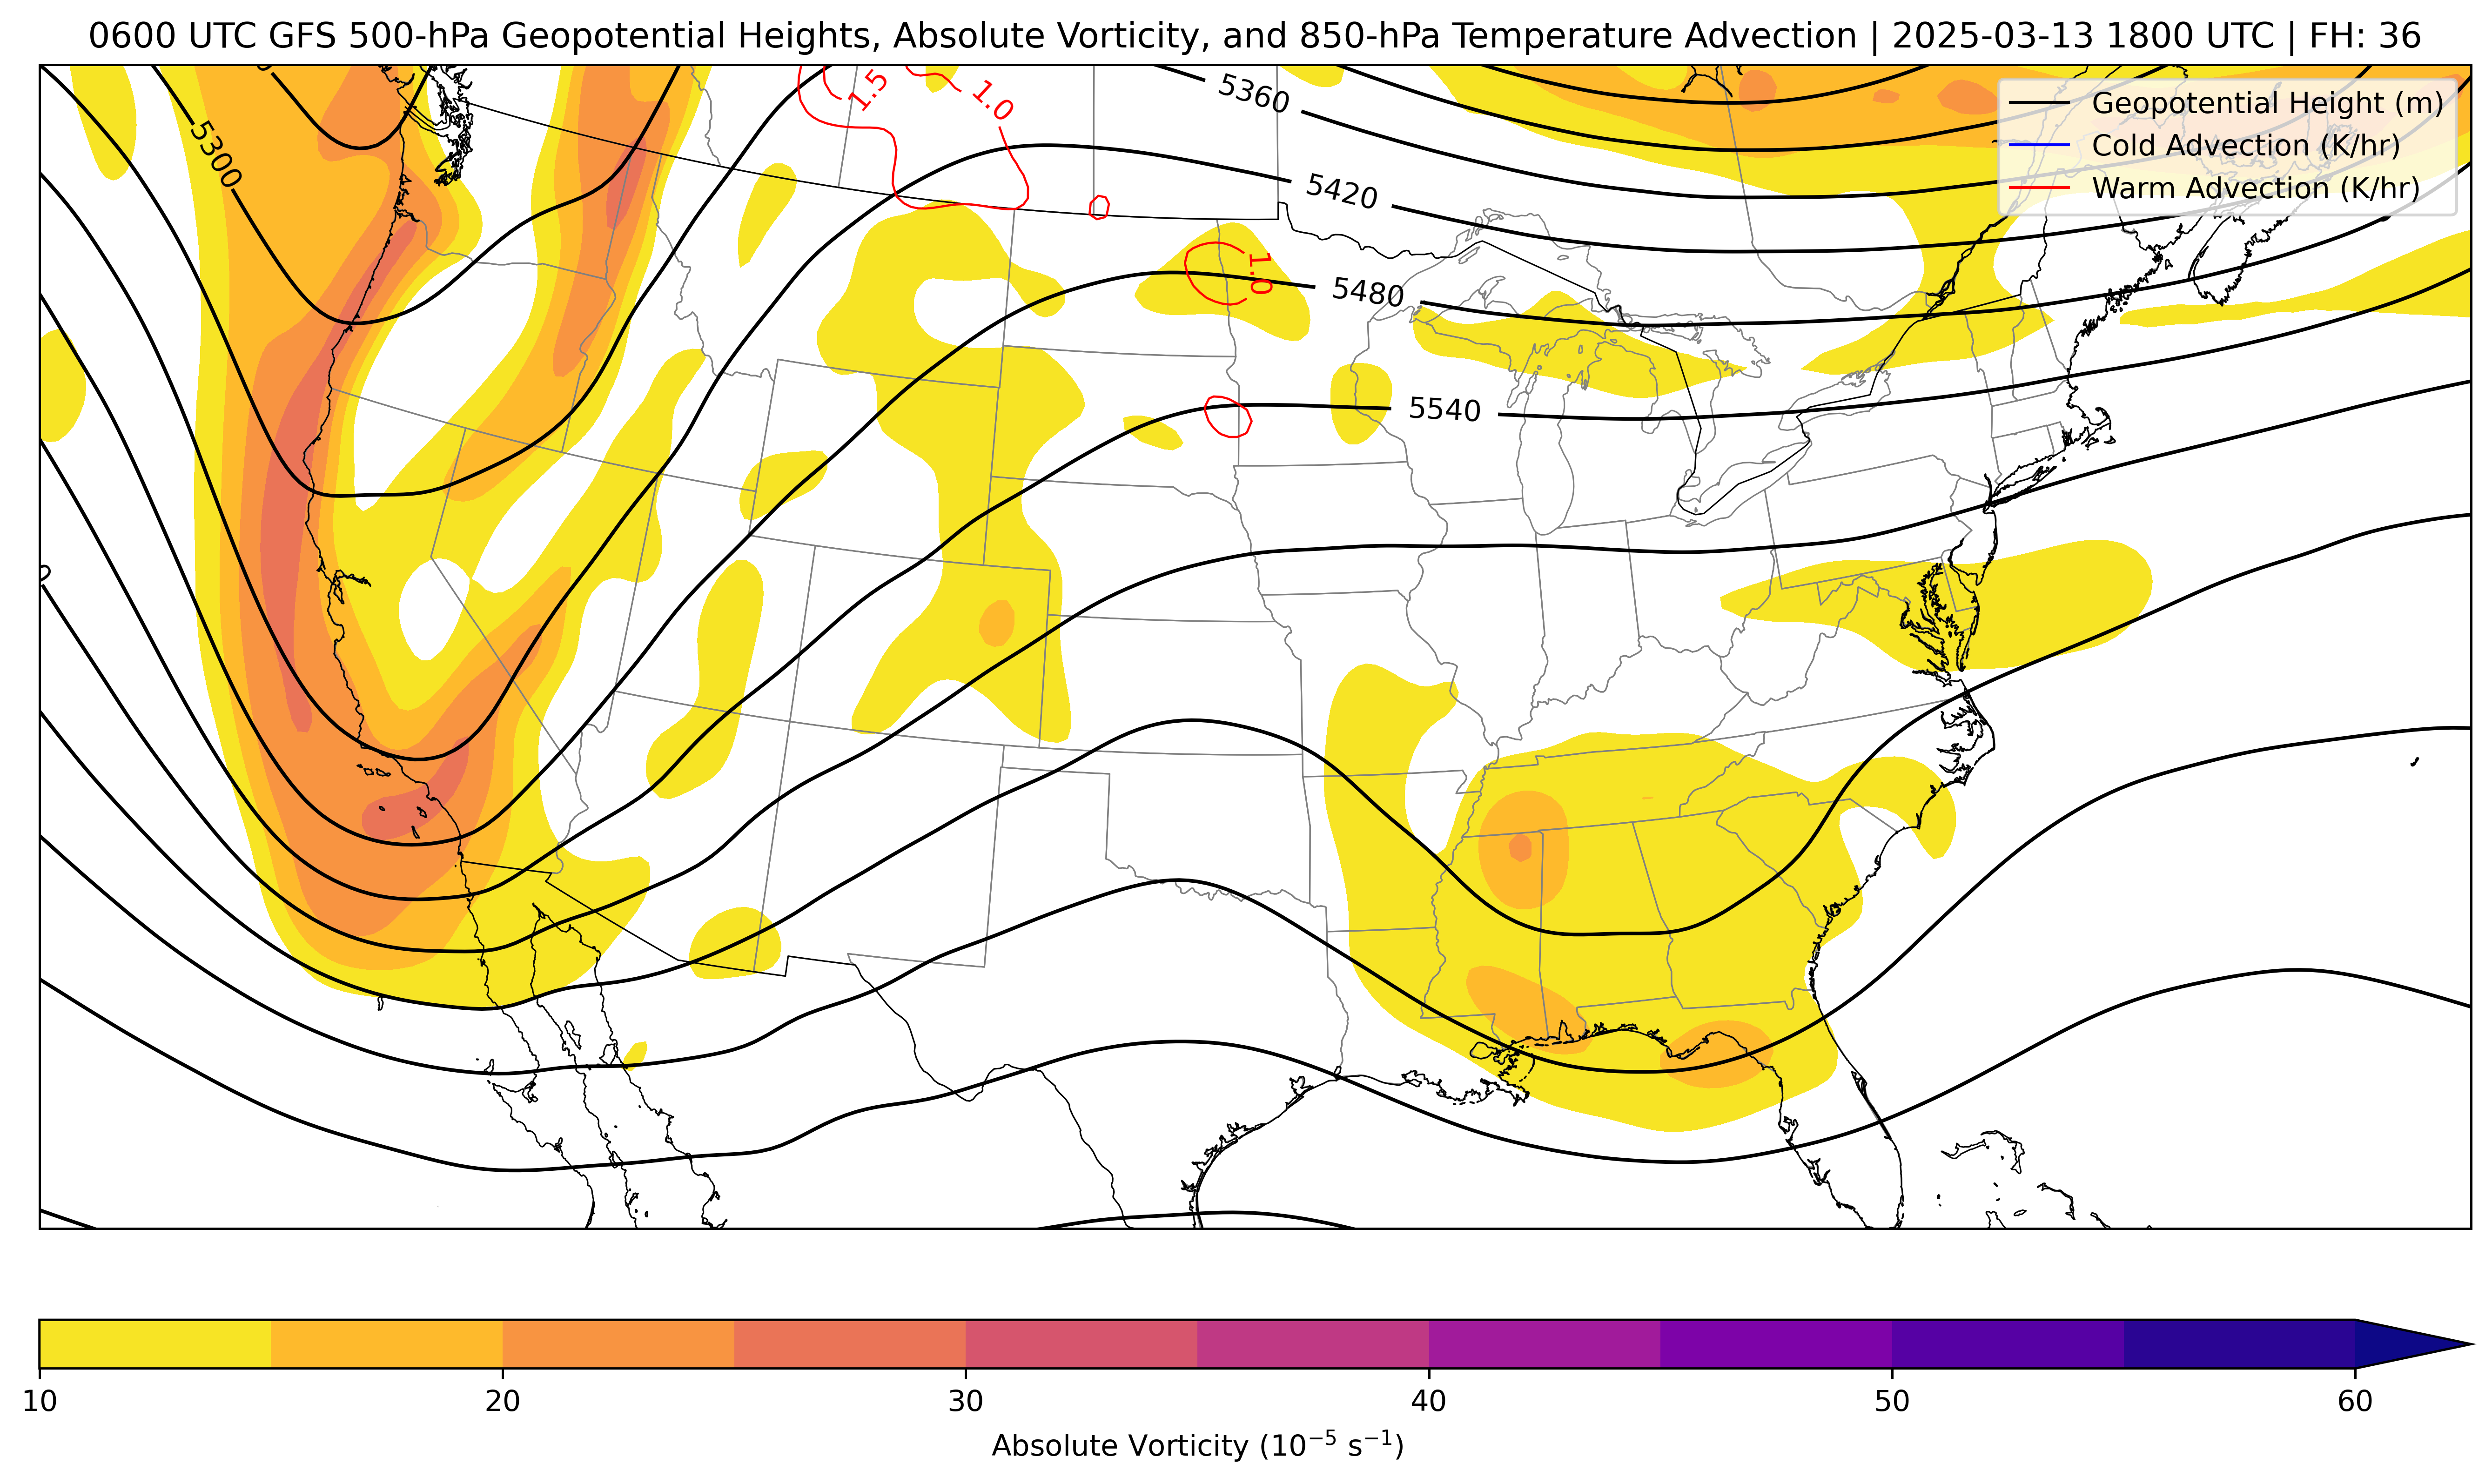 0600 UTC GFS 500-hPa Geopotential Heights, Absolute Vorticity, and 850-hPa Temperature Advection | 2025-03-13 1800 UTC | FH: 36
Geopotential Height (m)
Cold Advection (K/hr)
Warm Advection (K/hr)
1.5
1.0
5360
5300
5420
1.0
5480
5540
10
20
30
40
50
60
Absolute Vorticity (10⁻⁵ s⁻¹)